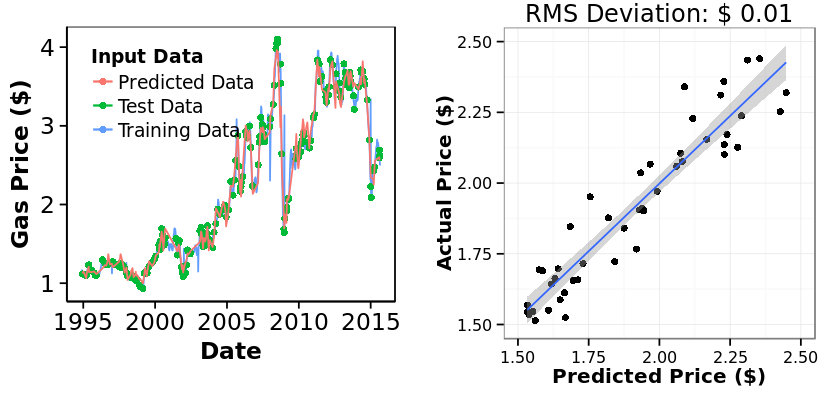 Input Data
Predicted Data
Test Data
Training Data
Gas Price ($)
4
3
2
1
1995 2000 2005 2010 2015
Date
RMS Deviation: $ 0.01
Actual Price ($)
2.50
2.25
2.00
1.75
1.50
1.50 1.75 2.00 2.25 2.50
Predicted Price ($)